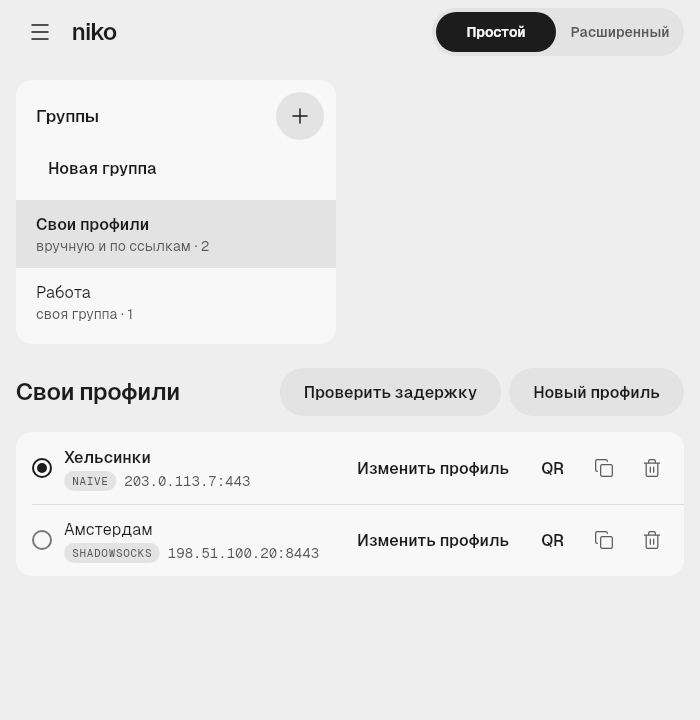 niko
Простой
Расширенный
Группы
Новая группа
Свои профили
вручную и по ссылкам · 2
Работа
своя группа · 1
Свои профили
Проверить задержку
Новый профиль
Хельсинки
NAIVE 203.0.113.7:443
Изменить профиль
QR
Амстердам
SHADOWSOCKS 198.51.100.20:8443
Изменить профиль
QR